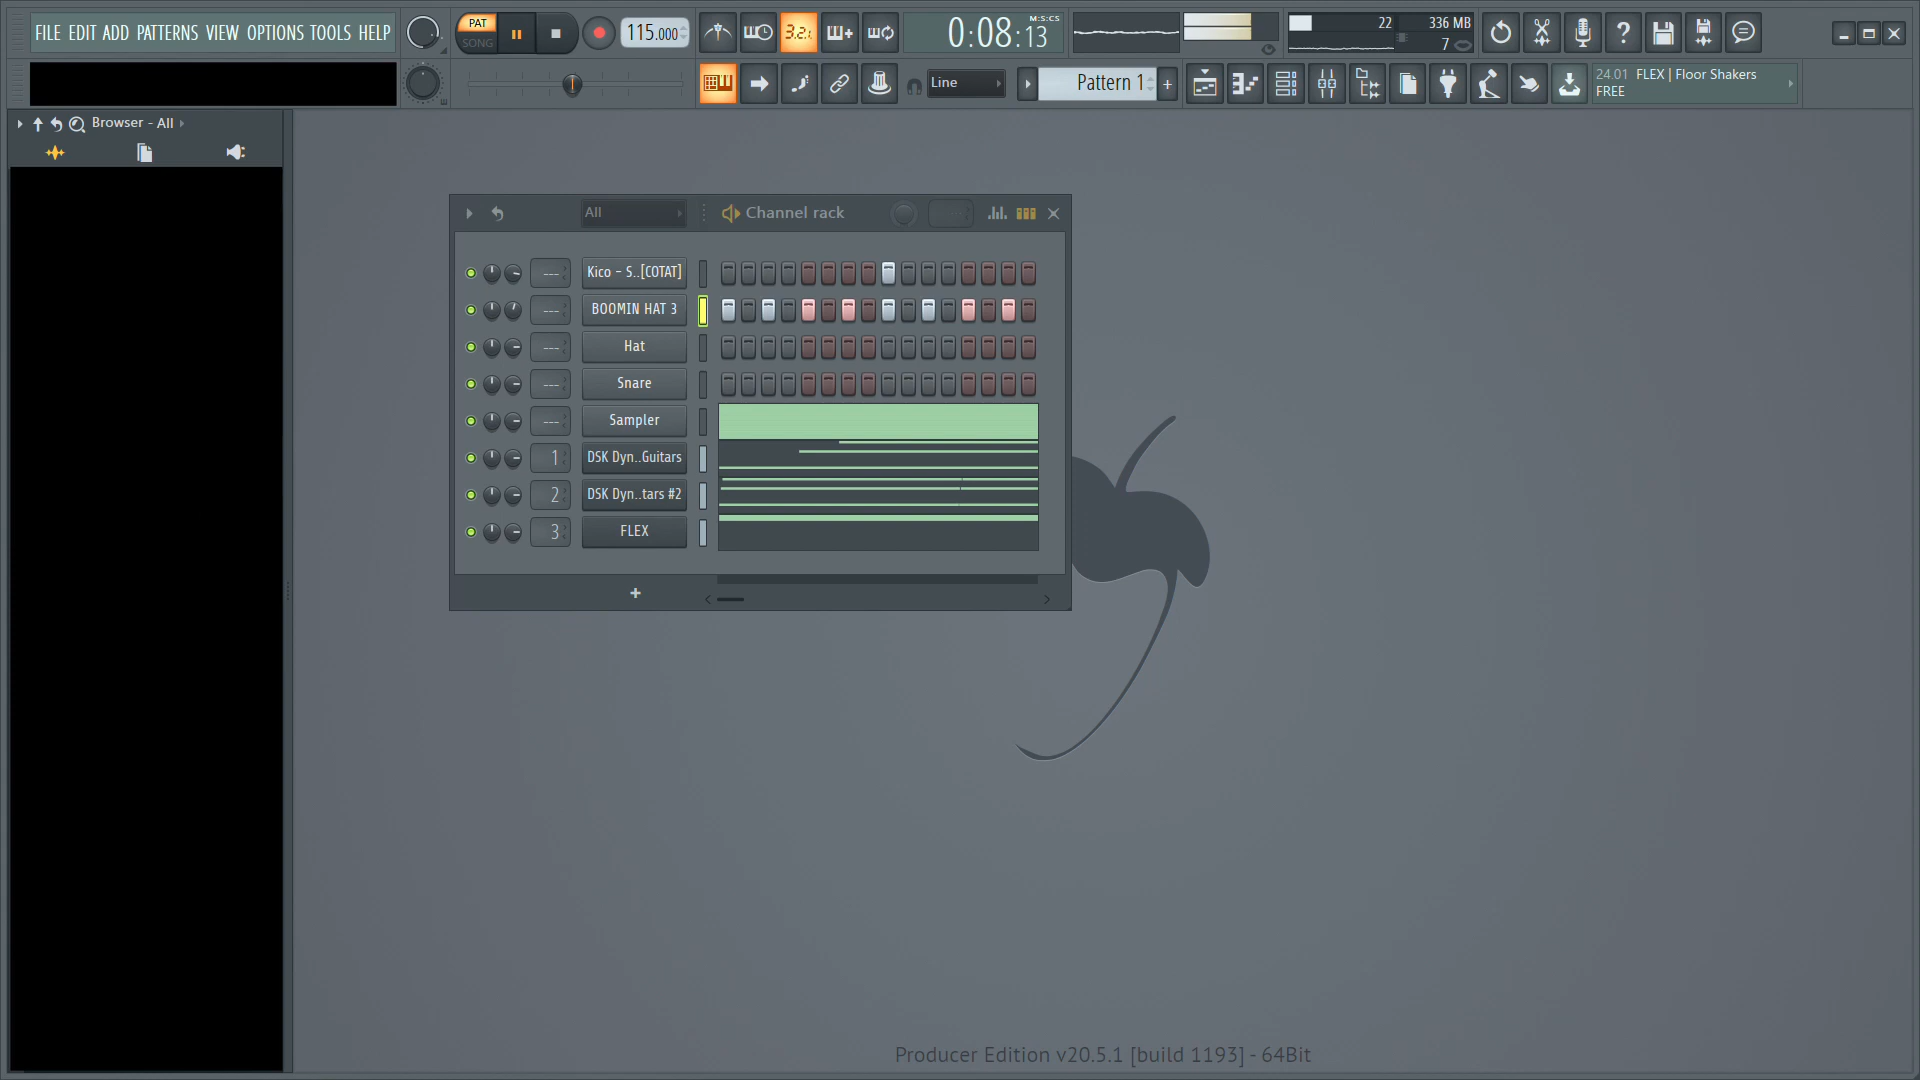 FILE EDIT ADD PATTERNS VIEW OPTIONS TOOLS HELP
PAT
SONG
115.000
3.2.
0:08:13
M:S:CS
22
336 MB
7
Line
Pattern 1
24.01 FLEX | Floor Shakers
FREE
Browser - All
All
Channel rack
--- Kico - S..[COTAT]
--- BOOMIN HAT 3
--- Hat
--- Snare
--- Sampler
1 DSK Dyn..Guitars
2 DSK Dyn..tars #2
3 FLEX
+
Producer Edition v20.5.1 [build 1193] - 64Bit